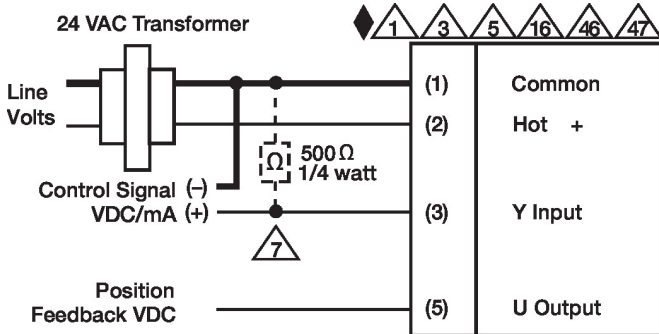 24 VAC Transformer
1 3 5 16 46 47
Line
Volts
(1) Common
(2) Hot +
Ω 500Ω
1/4 watt
Control Signal (–)
VDC/mA (+)
(3) Y Input
7
Position
Feedback VDC
(5) U Output